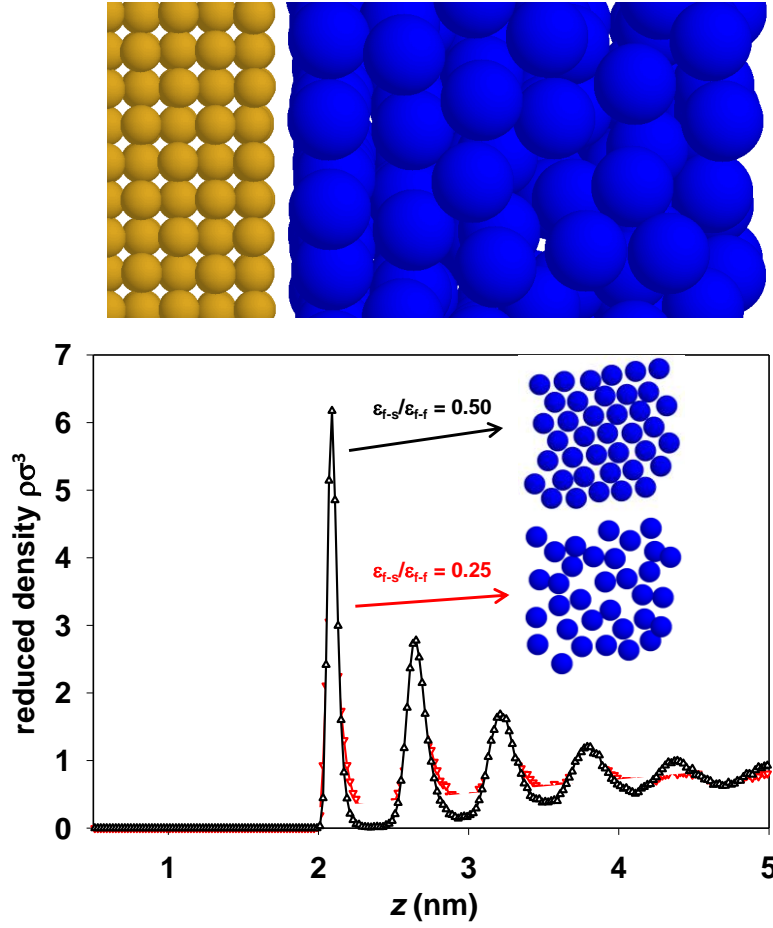 7
6
5
4
3
2
1
0
reduced density ρσ³
εf-s/εf-f = 0.50
εf-s/εf-f = 0.25
1 2 3 4 5
z (nm)